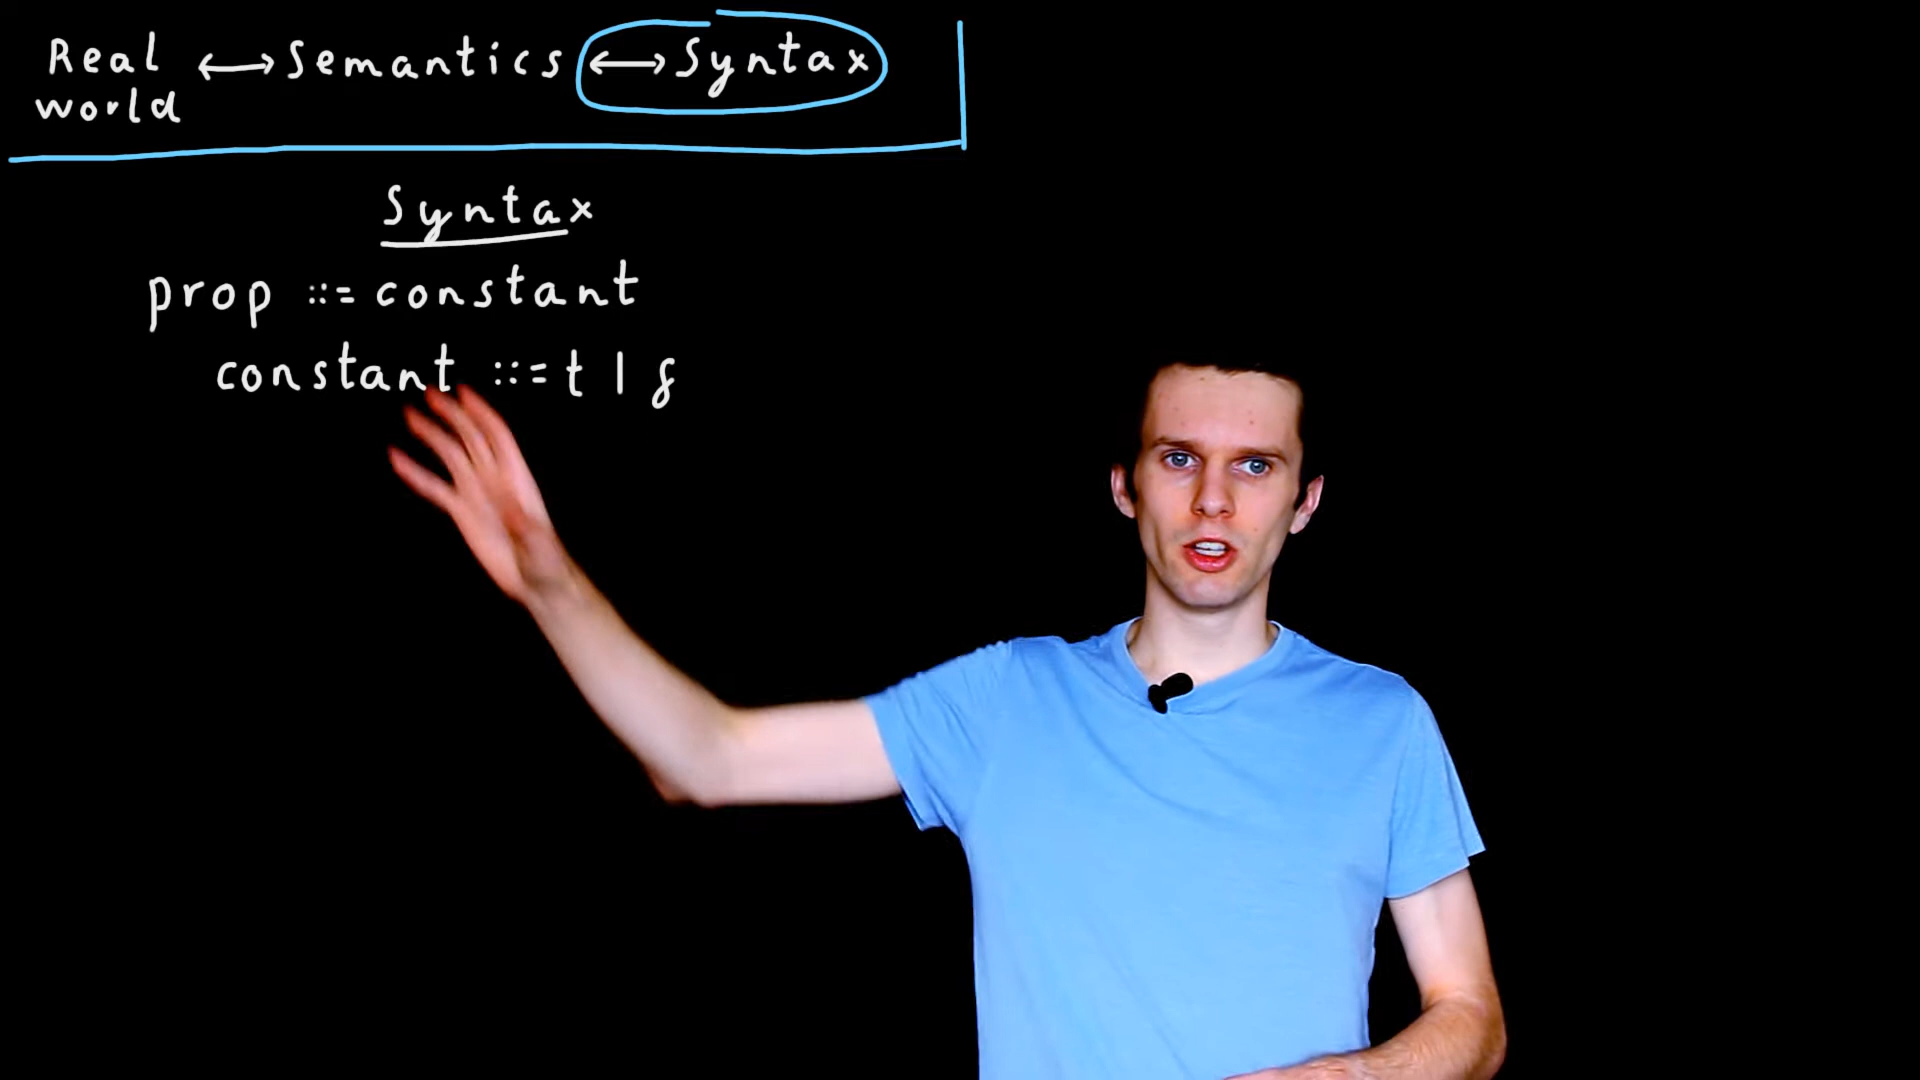 Real ⟷ Semantics ⟷ Syntax
world
Syntax
prop ::= constant
constant ::= t | f